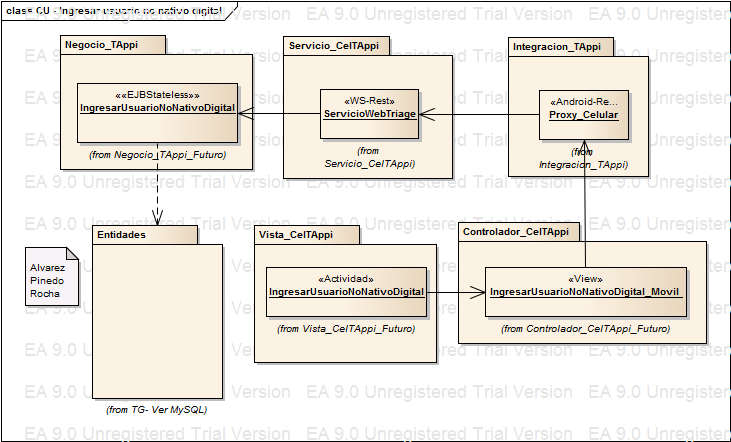 class CU - Ingresar usuario no nativo digital
Negocio_TAppi
«EJBStateless»
IngresarUsuarioNoNativoDigital
(from Negocio_TAppi_Futuro)
Servicio_CelTAppi
«WS-Rest»
ServicioWebTriage
(from
Servicio_CelTAppi)
Integracion_TAppi
«Android-Re...
Proxy_Celular
(from
Integracion_TAppi)
Entidades
(from TG- Ver MySQL)
Alvarez
Pinedo
Rocha
Vista_CelTAppi
«Actividad»
IngresarUsuarioNoNativoDigital
(from Vista_CelTAppi_Futuro)
Controlador_CelTAppi
«View»
IngresarUsuarioNoNativoDigital_Movil
(from Controlador_CelTAppi_Futuro)
EA 9.0 Unregistered Trial Version